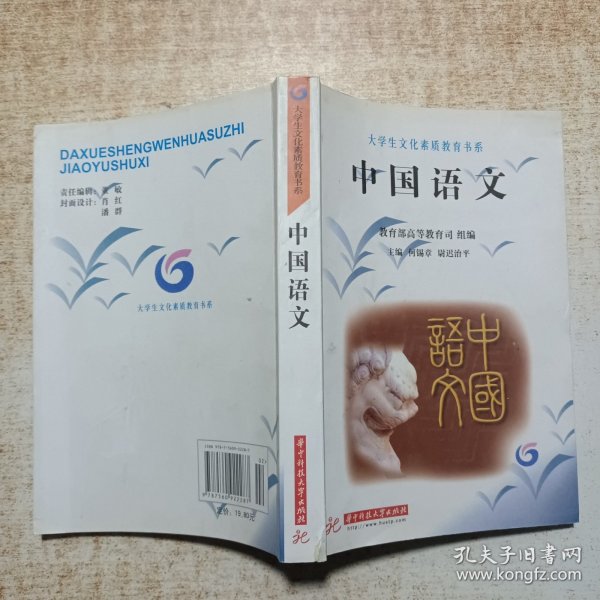 DAXUESHENGWENHUASUZHI
JIAOYUSHUXI
责任编辑：黄敏
封面设计：肖红
潘群
大学生文化素质教育书系
定价：19.80元
大学生文化素质教育书系
中国语文
华中科技大学出版社
大学生文化素质教育书系
中国语文
教育部高等教育司 组编
主编 何锡章 尉迟治平
中國
語文
华中科技大学出版社
http://www.hustp.com
孔夫子旧书网
www.kongfz.com